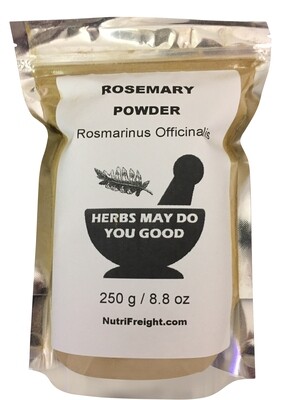 ROSEMARY
POWDER
Rosmarinus Officinalis
HERBS MAY DO
YOU GOOD
250 g / 8.8 oz
NutriFreight.com